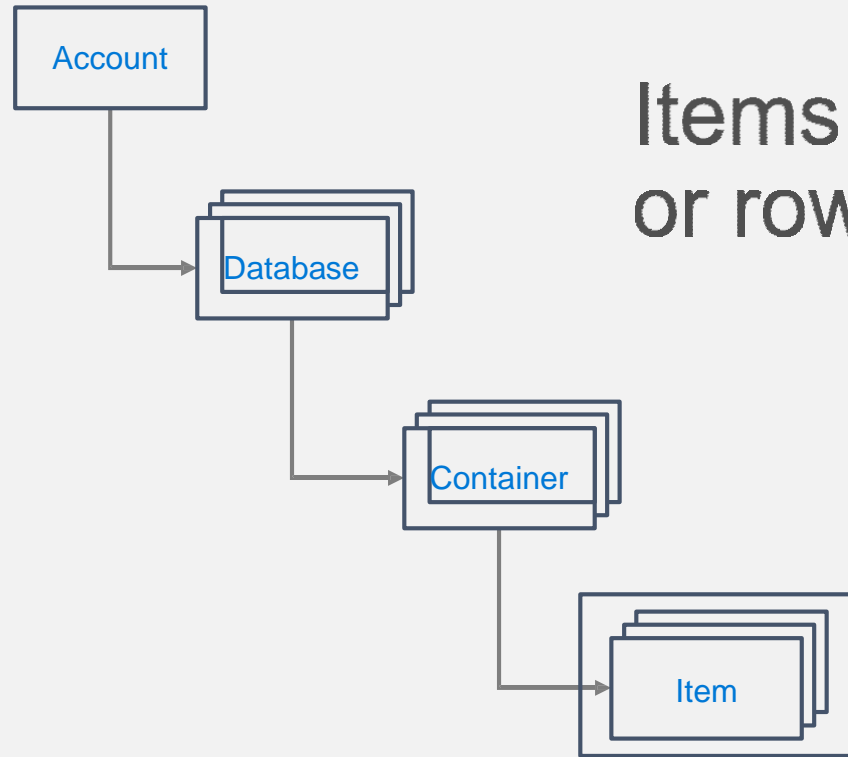 Account
Items
or row
Database
Container
Item